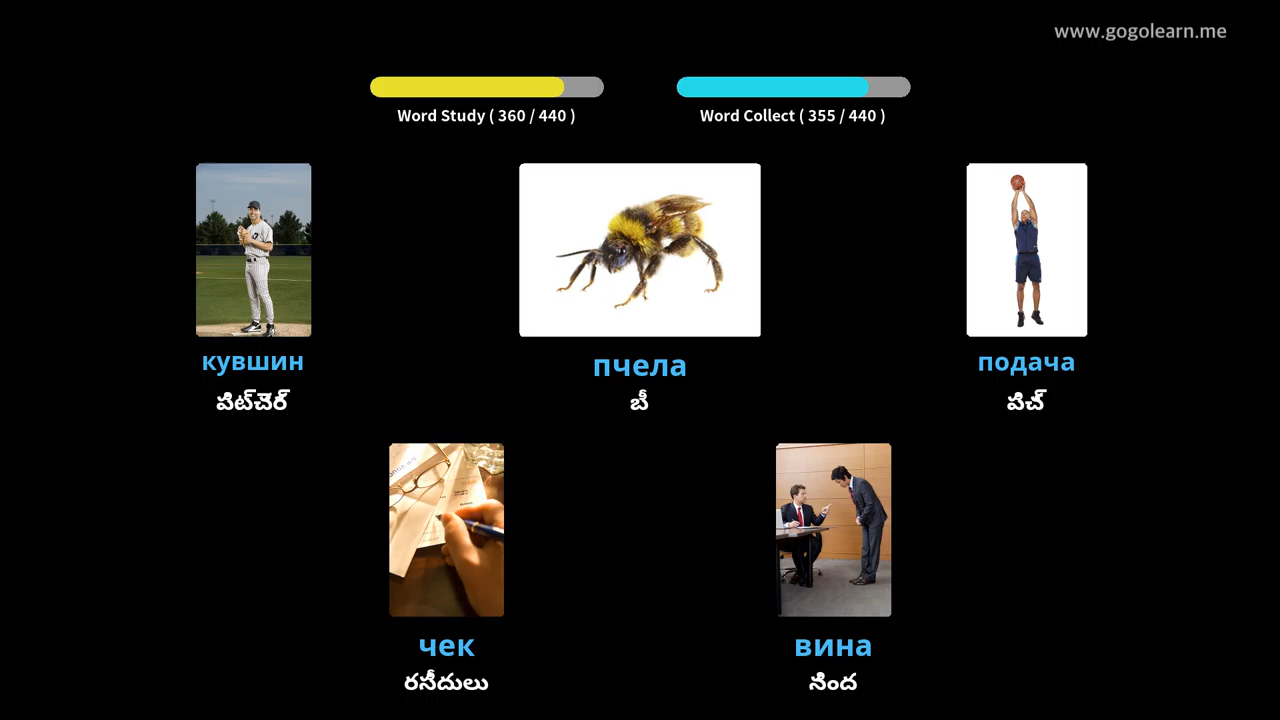 www.gogolearn.me
Word Study ( 360 / 440 )
Word Collect ( 355 / 440 )
кувшин
పిట్‌చెర్
пчела
బీ
подача
పిచ్
чек
రసీదులు
вина
నింద